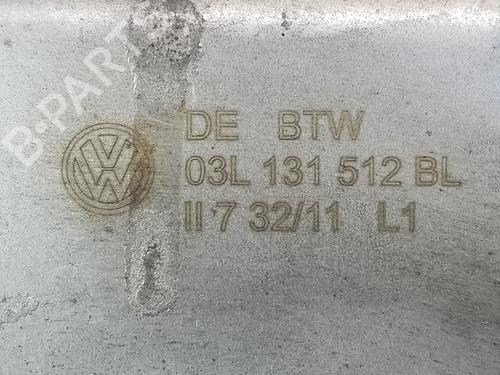 B-PARTS
DE BTW
03L 131 512 BL
II 7 32/11 L1